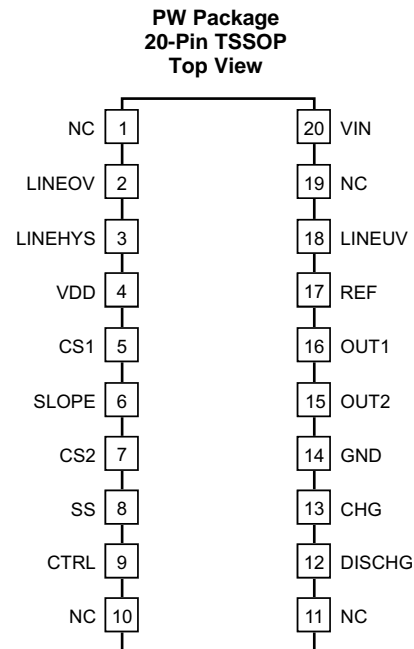 PW Package
20-Pin TSSOP
Top View
NC 1 20 VIN
LINEOV 2 19 NC
LINEHYS 3 18 LINEUV
VDD 4 17 REF
CS1 5 16 OUT1
SLOPE 6 15 OUT2
CS2 7 14 GND
SS 8 13 CHG
CTRL 9 12 DISCHG
NC 10 11 NC